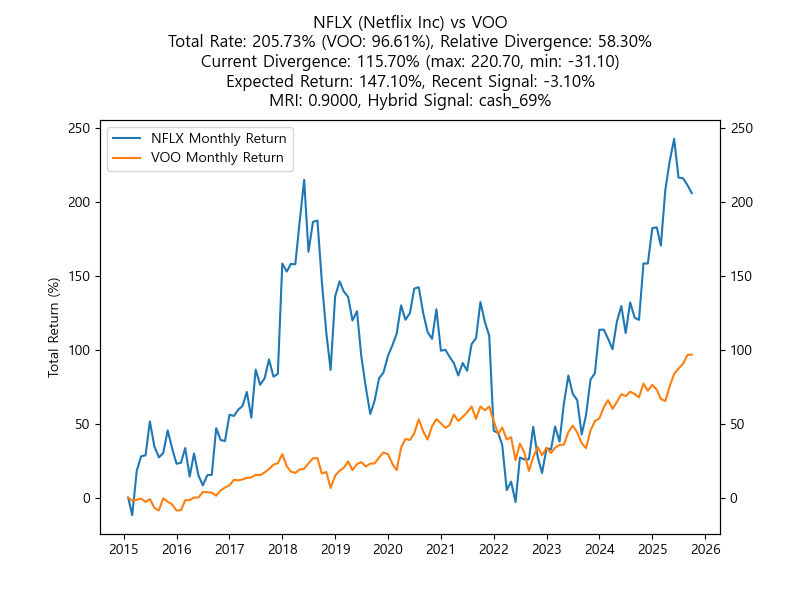 NFLX (Netflix Inc) vs VOO
Total Rate: 205.73% (VOO: 96.61%), Relative Divergence: 58.30%
Current Divergence: 115.70% (max: 220.70, min: -31.10)
Expected Return: 147.10%, Recent Signal: -3.10%
MRI: 0.9000, Hybrid Signal: cash_69%
NFLX Monthly Return
VOO Monthly Return
Total Return (%)
250
200
150
100
50
0
250
200
150
100
50
0
2015 2016 2017 2018 2019 2020 2021 2022 2023 2024 2025 2026